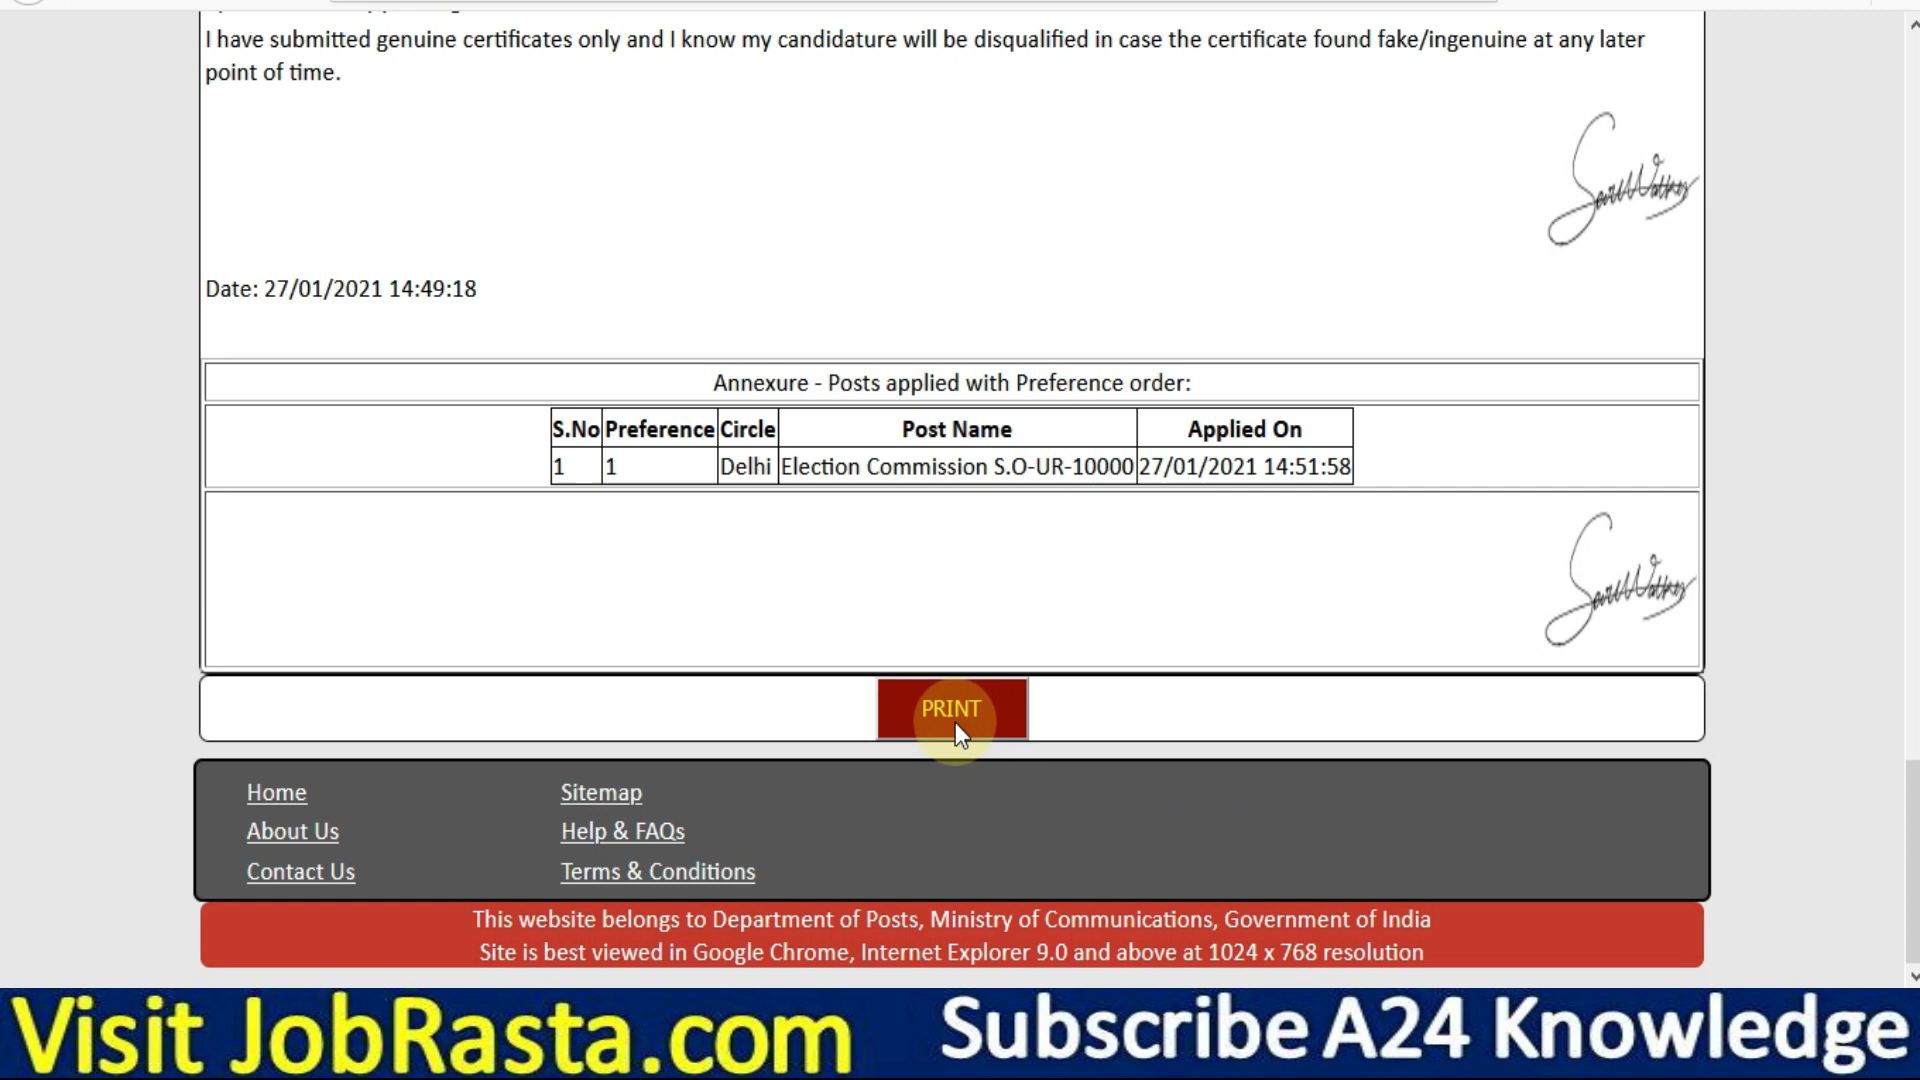 I have submitted genuine certificates only and I know my candidature will be disqualified in case the certificate found fake/ingenuine at any later
point of time.
Date: 27/01/2021 14:49:18
Annexure - Posts applied with Preference order:
S.No Preference Circle Post Name Applied On
1 1 Delhi Election Commission S.O-UR-10000 27/01/2021 14:51:58
PRINT
Home Sitemap
About Us Help & FAQs
Contact Us Terms & Conditions
This website belongs to Department of Posts, Ministry of Communications, Government of India
Site is best viewed in Google Chrome, Internet Explorer 9.0 and above at 1024 x 768 resolution
Visit JobRasta.com Subscribe A24 Knowledge